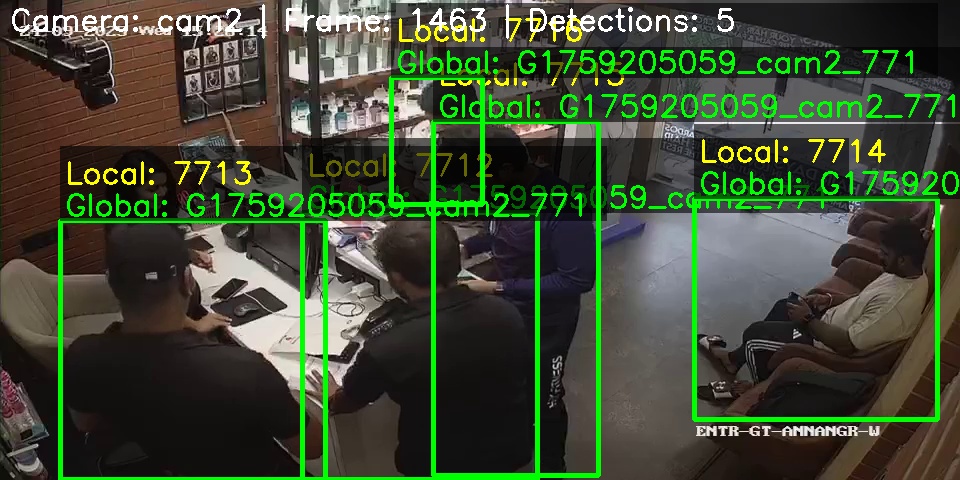 Camera: cam2 | Frame: 1463 | Detections: 5
Local: 7716
Global: G1759205059_cam2_771
Local: 7715
Global: G1759205059_cam2_771
Local: 7714
Global: G175920
Local: 7713
Local: 7712
Global: G1759205059_cam2_771
ENTR-GT-ANNANGR-W